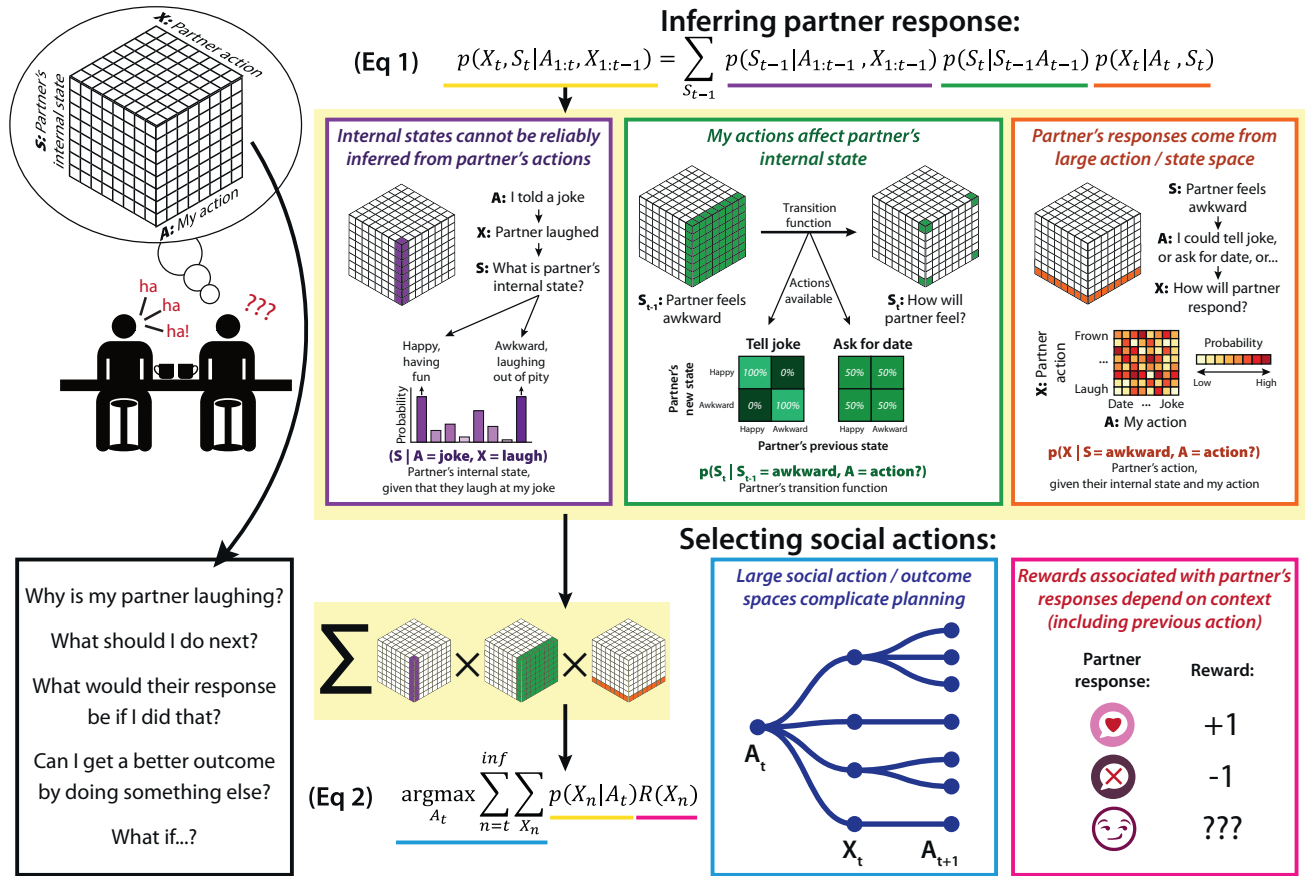 X: Partner action
S: Partner's
internal state
A: My action
ha
ha
ha!
???
Why is my partner laughing?
What should I do next?
What would their response
be if I did that?
Can I get a better outcome
by doing something else?
What if...?
Inferring partner response:
(Eq 1)
p(X_t, S_t|A_{1:t}, X_{1:t−1}) = ∑_{S_{t−1}} p(S_{t−1}|A_{1:t−1}, X_{1:t−1}) p(S_t|S_{t−1}A_{t−1}) p(X_t|A_t, S_t)
Internal states cannot be reliably
inferred from partner's actions
A: I told a joke
X: Partner laughed
S: What is partner's
internal state?
Happy,
having
fun
Awkward,
laughing
out of pity
Probability
(S | A = joke, X = laugh)
Partner's internal state,
given that they laugh at my joke
My actions affect partner's
internal state
Transition
function
Actions
available
S_{t-1}: Partner feels
awkward
S_t: How will
partner feel?
Tell joke
Ask for date
Partner's
new state
Happy
100% 0%
50% 50%
Awkward
0% 100%
50% 50%
Happy Awkward
Happy Awkward
Partner's previous state
p(S_t | S_{t-1} = awkward, A = action?)
Partner's transition function
Partner's responses come from
large action / state space
S: Partner feels
awkward
A: I could tell joke,
or ask for date, or...
X: How will partner
respond?
X: Partner
action
Frown
...
Laugh
Date ... Joke
A: My action
Probability
Low High
p(X | S = awkward, A = action?)
Partner's action,
given their internal state and my action
∑ × ×
(Eq 2)
argmax_{A_t} ∑_{n=t}^{inf} ∑_{X_n} p(X_n|A_t)R(X_n)
Selecting social actions:
Large social action / outcome
spaces complicate planning
A_t
X_t
A_{t+1}
Rewards associated with partner's
responses depend on context
(including previous action)
Partner
response:
Reward:
+1
-1
???